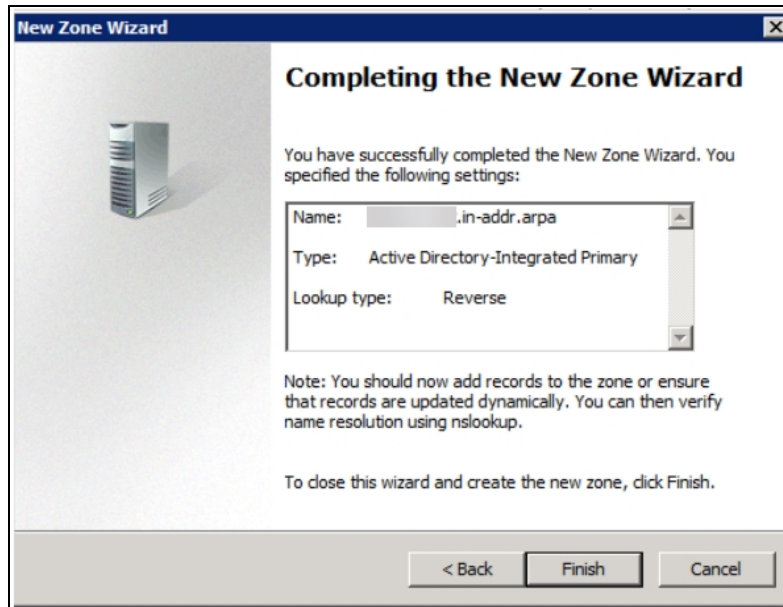 New Zone Wizard
Completing the New Zone Wizard
You have successfully completed the New Zone Wizard. You
specified the following settings:
Name: .in-addr.arpa
Type: Active Directory-Integrated Primary
Lookup type: Reverse
Note: You should now add records to the zone or ensure
that records are updated dynamically. You can then verify
name resolution using nslookup.
To close this wizard and create the new zone, click Finish.
< Back Finish Cancel